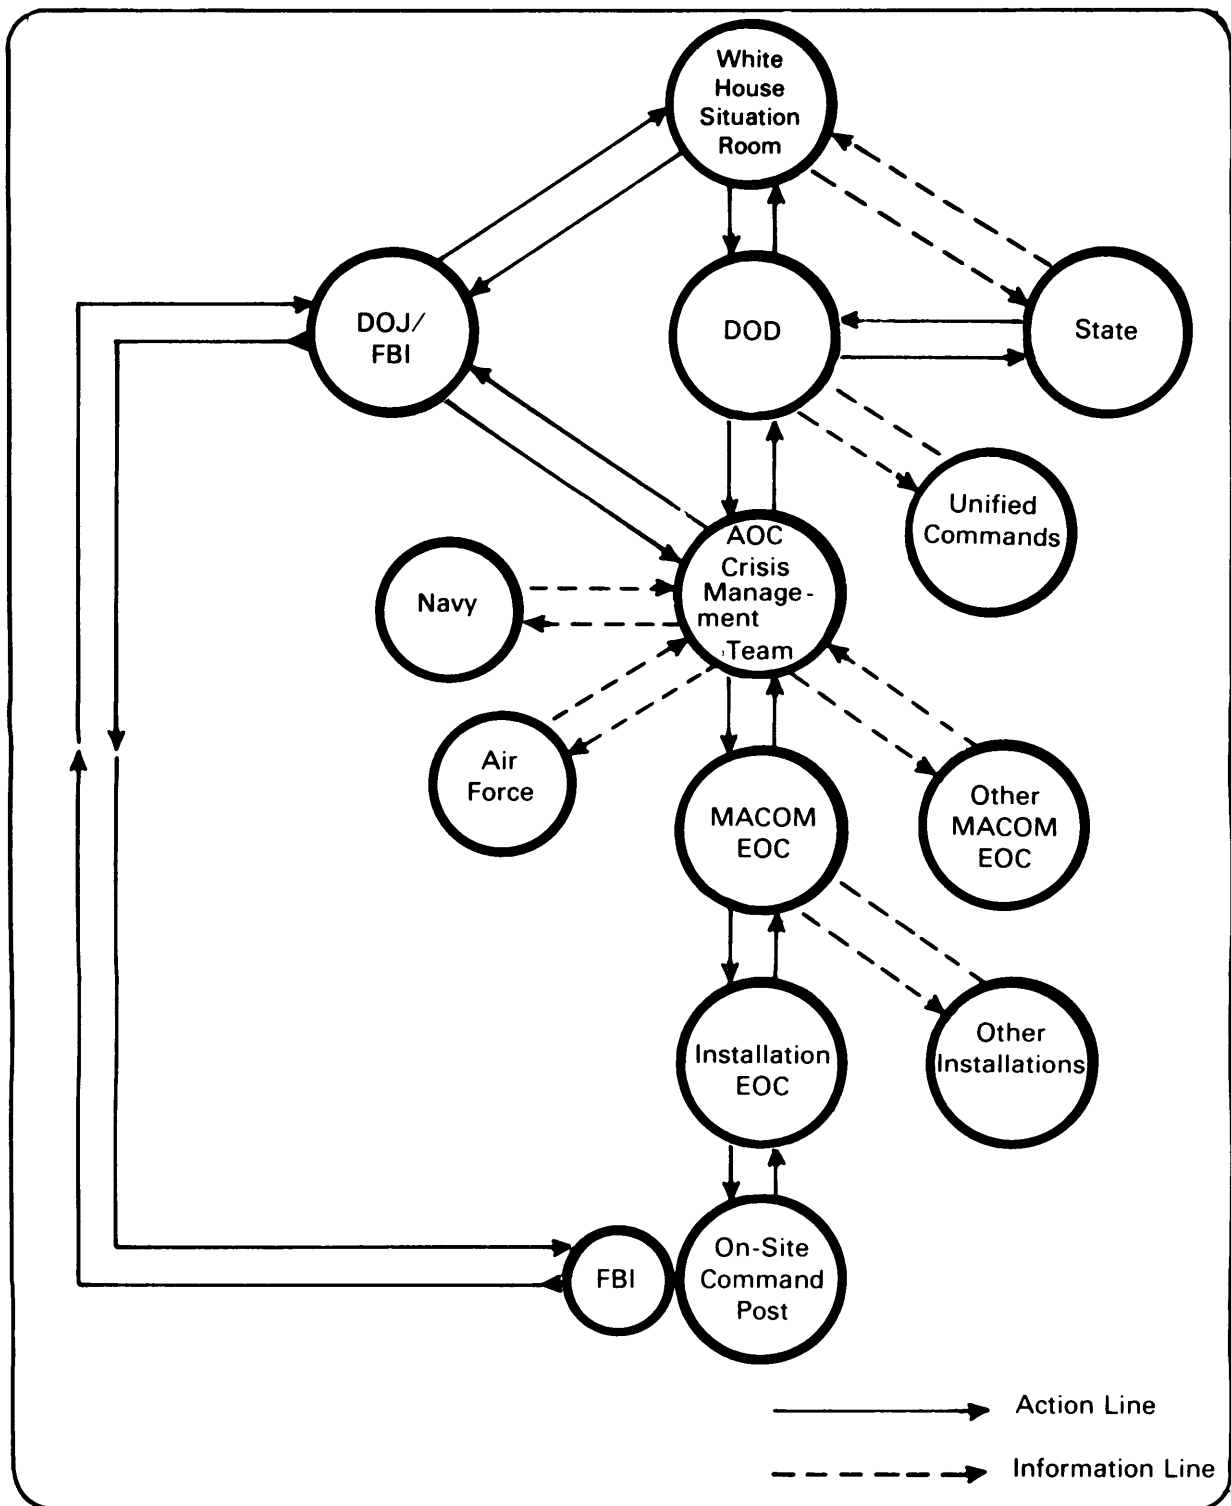 White
House
Situation
Room
DOJ/
FBI
DOD
State
Unified
Commands
AOC
Crisis
Manage-
ment
Team
Navy
Air
Force
MACOM
EOC
Other
MACOM
EOC
Installation
EOC
Other
Installations
FBI
On-Site
Command
Post
Action Line
Information Line